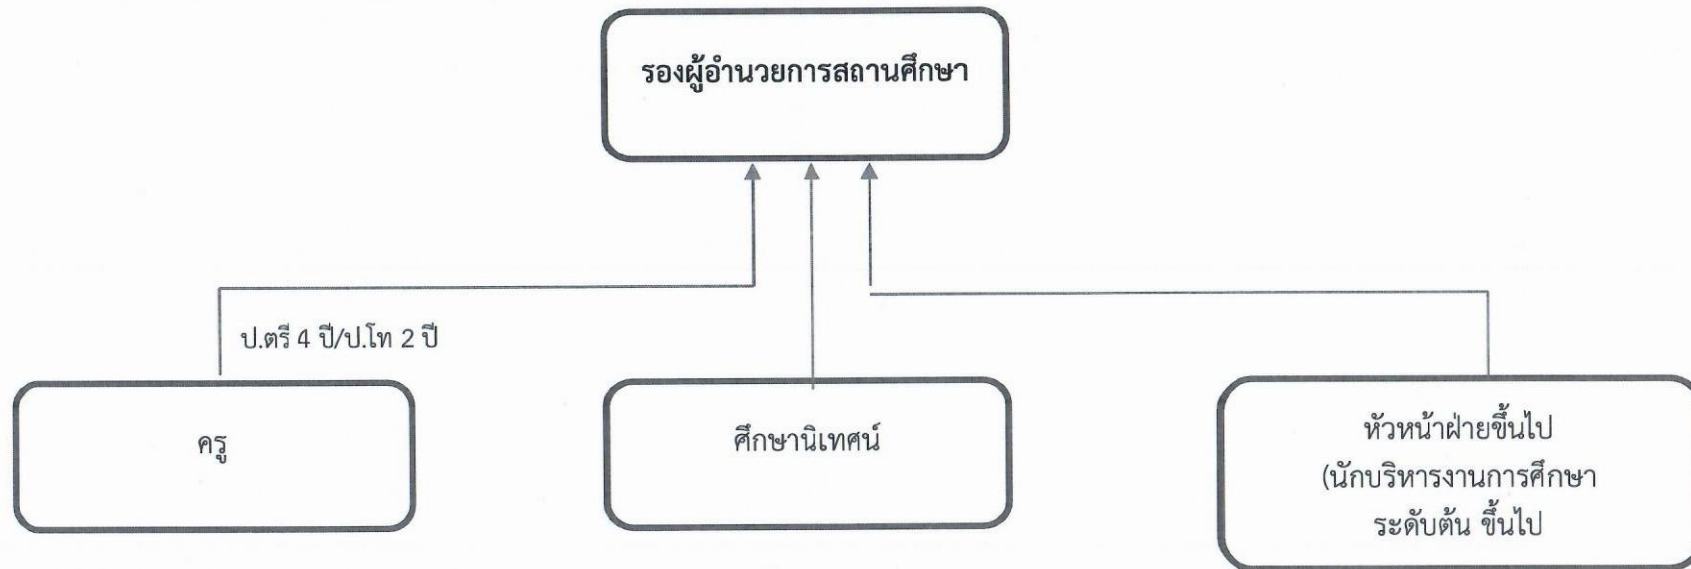 รองผู้อำนวยการสถานศึกษา
ป.ตรี 4 ปี/ป.โท 2 ปี
ครู
ศึกษานิเทศน์
หัวหน้าฝ่ายขึ้นไป
(นักบริหารงานการศึกษา
ระดับต้น ขึ้นไป